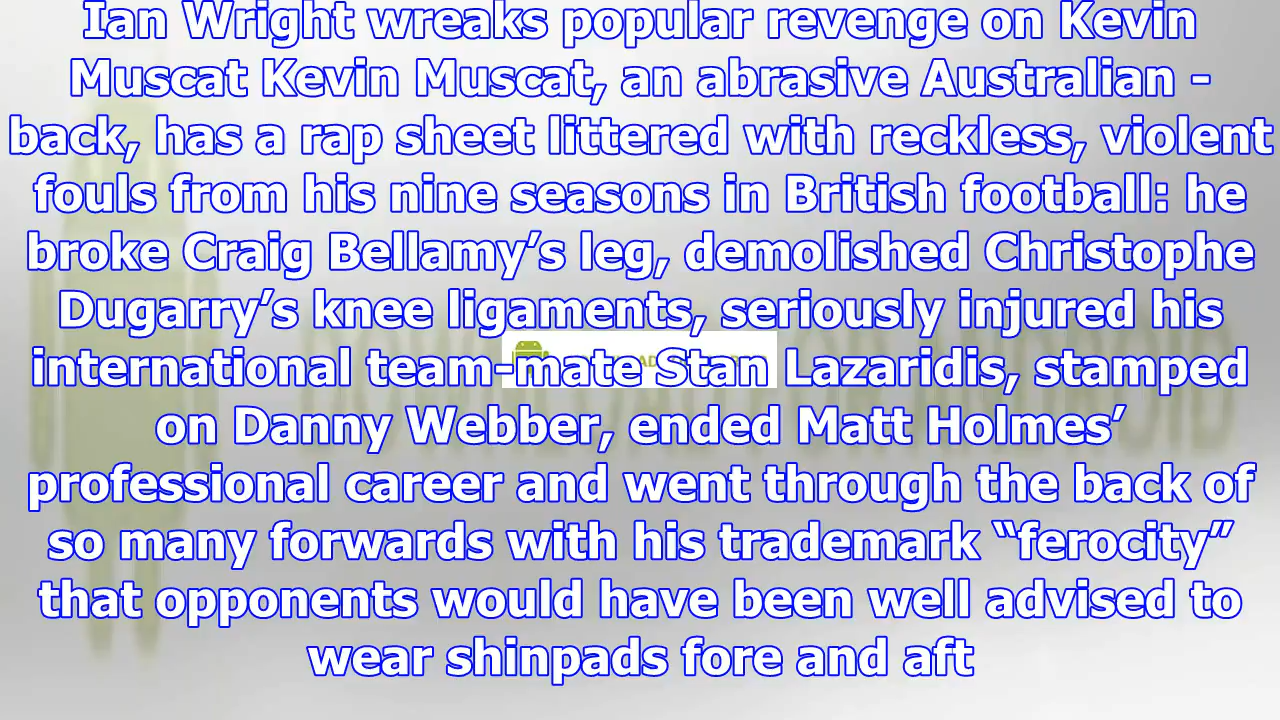 Ian Wright wreaks popular revenge on Kevin
Muscat Kevin Muscat, an abrasive Australian -
back, has a rap sheet littered with reckless, violent
fouls from his nine seasons in British football: he
broke Craig Bellamy’s leg, demolished Christophe
Dugarry’s knee ligaments, seriously injured his
international team-mate Stan Lazaridis, stamped
on Danny Webber, ended Matt Holmes’
professional career and went through the back of
so many forwards with his trademark “ferocity”
that opponents would have been well advised to
wear shinpads fore and aft